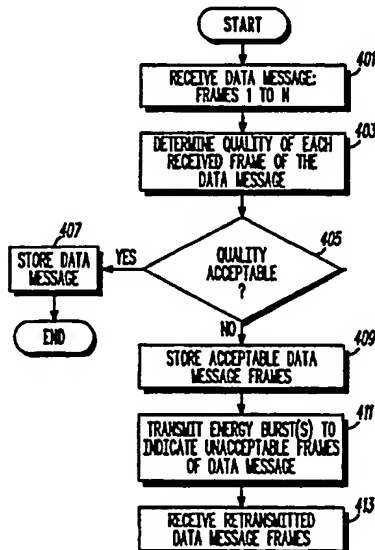 START
401
RECEIVE DATA MESSAGE:
FRAMES 1 TO N
403
DETERMINE QUALITY OF EACH
RECEIVED FRAME OF THE
DATA MESSAGE
405
QUALITY
ACCEPTABLE
?
YES
407
STORE DATA
MESSAGE
END
NO
409
STORE ACCEPTABLE DATA
MESSAGE FRAMES
411
TRANSMIT ENERGY BURST(S) TO
INDICATE UNACCEPTABLE FRAMES
OF DATA MESSAGE
413
RECEIVE RETRANSMITTED
DATA MESSAGE FRAMES